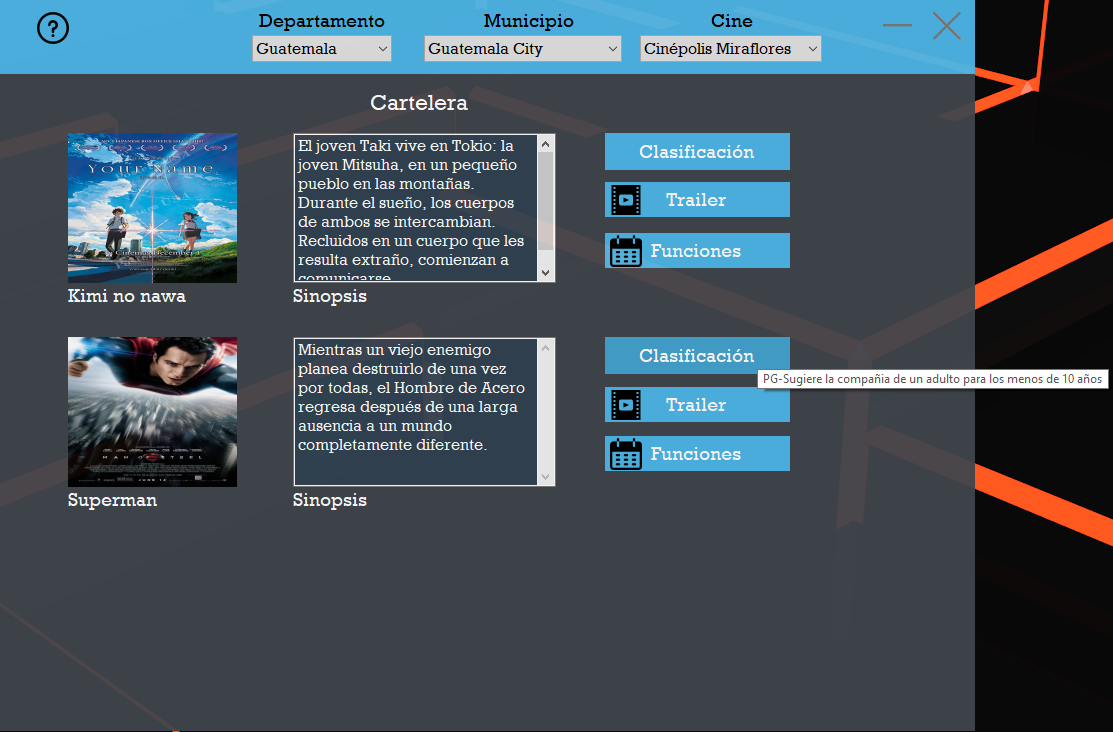 ?
Departamento
Municipio
Cine
Guatemala
Guatemala City
Cinépolis Miraflores
Cartelera
Your Name.
Kimi no nawa
El joven Taki vive en Tokio: la
joven Mitsuha, en un pequeño
pueblo en las montañas.
Durante el sueño, los cuerpos
de ambos se intercambian.
Recluidos en un cuerpo que les
resulta extraño, comienzan a
comunicarse
Sinopsis
Clasificación
Trailer
Funciones
MAN OF STEEL
JUNE 14
Superman
Mientras un viejo enemigo
planea destruirlo de una vez
por todas, el Hombre de Acero
regresa después de una larga
ausencia a un mundo
completamente diferente.
Sinopsis
Clasificación
PG-Sugiere la compañia de un adulto para los menos de 10 años
Trailer
Funciones